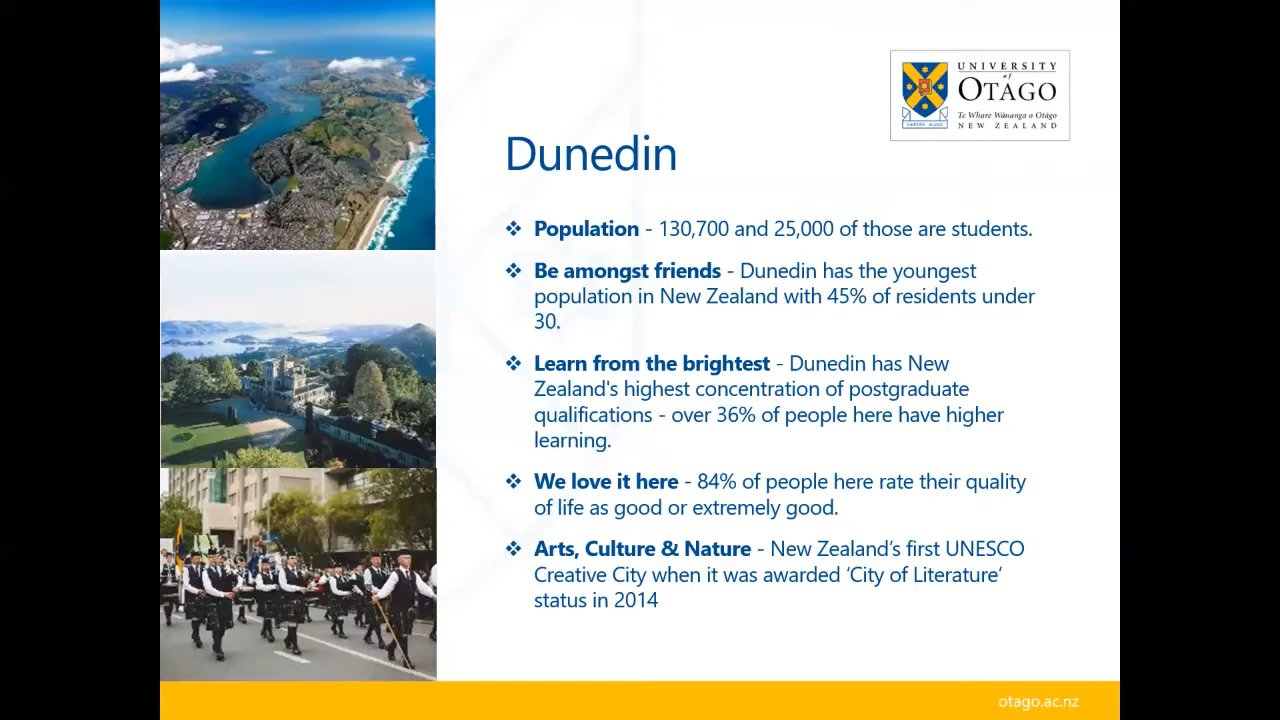 UNIVERSITY
of
OTAGO
Te Whare Wānanga o Otāgo
NEW ZEALAND
SAPERE AUDE
Dunedin
❖ Population - 130,700 and 25,000 of those are students.
❖ Be amongst friends - Dunedin has the youngest
population in New Zealand with 45% of residents under
30.
❖ Learn from the brightest - Dunedin has New
Zealand's highest concentration of postgraduate
qualifications - over 36% of people here have higher
learning.
❖ We love it here - 84% of people here rate their quality
of life as good or extremely good.
❖ Arts, Culture & Nature - New Zealand’s first UNESCO
Creative City when it was awarded ‘City of Literature‘
status in 2014
otago.ac.nz